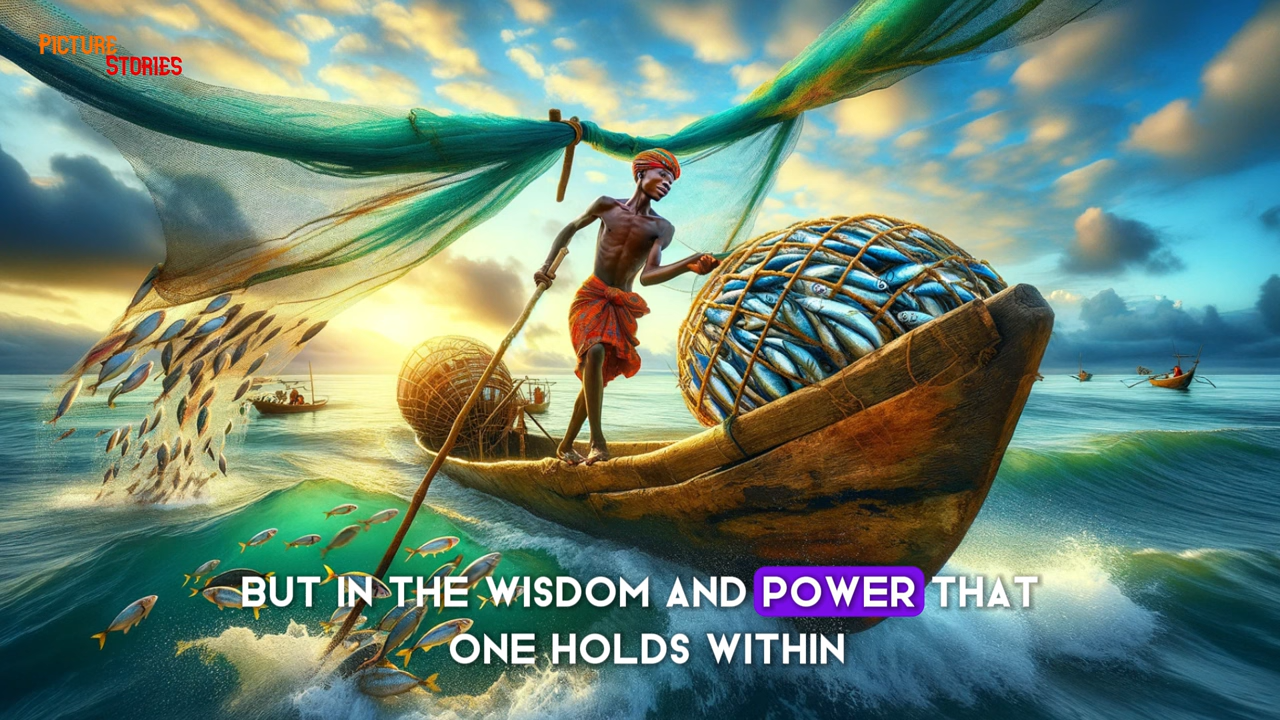 PICTURE
STORIES
BUT IN THE WISDOM AND POWER THAT
ONE HOLDS WITHIN